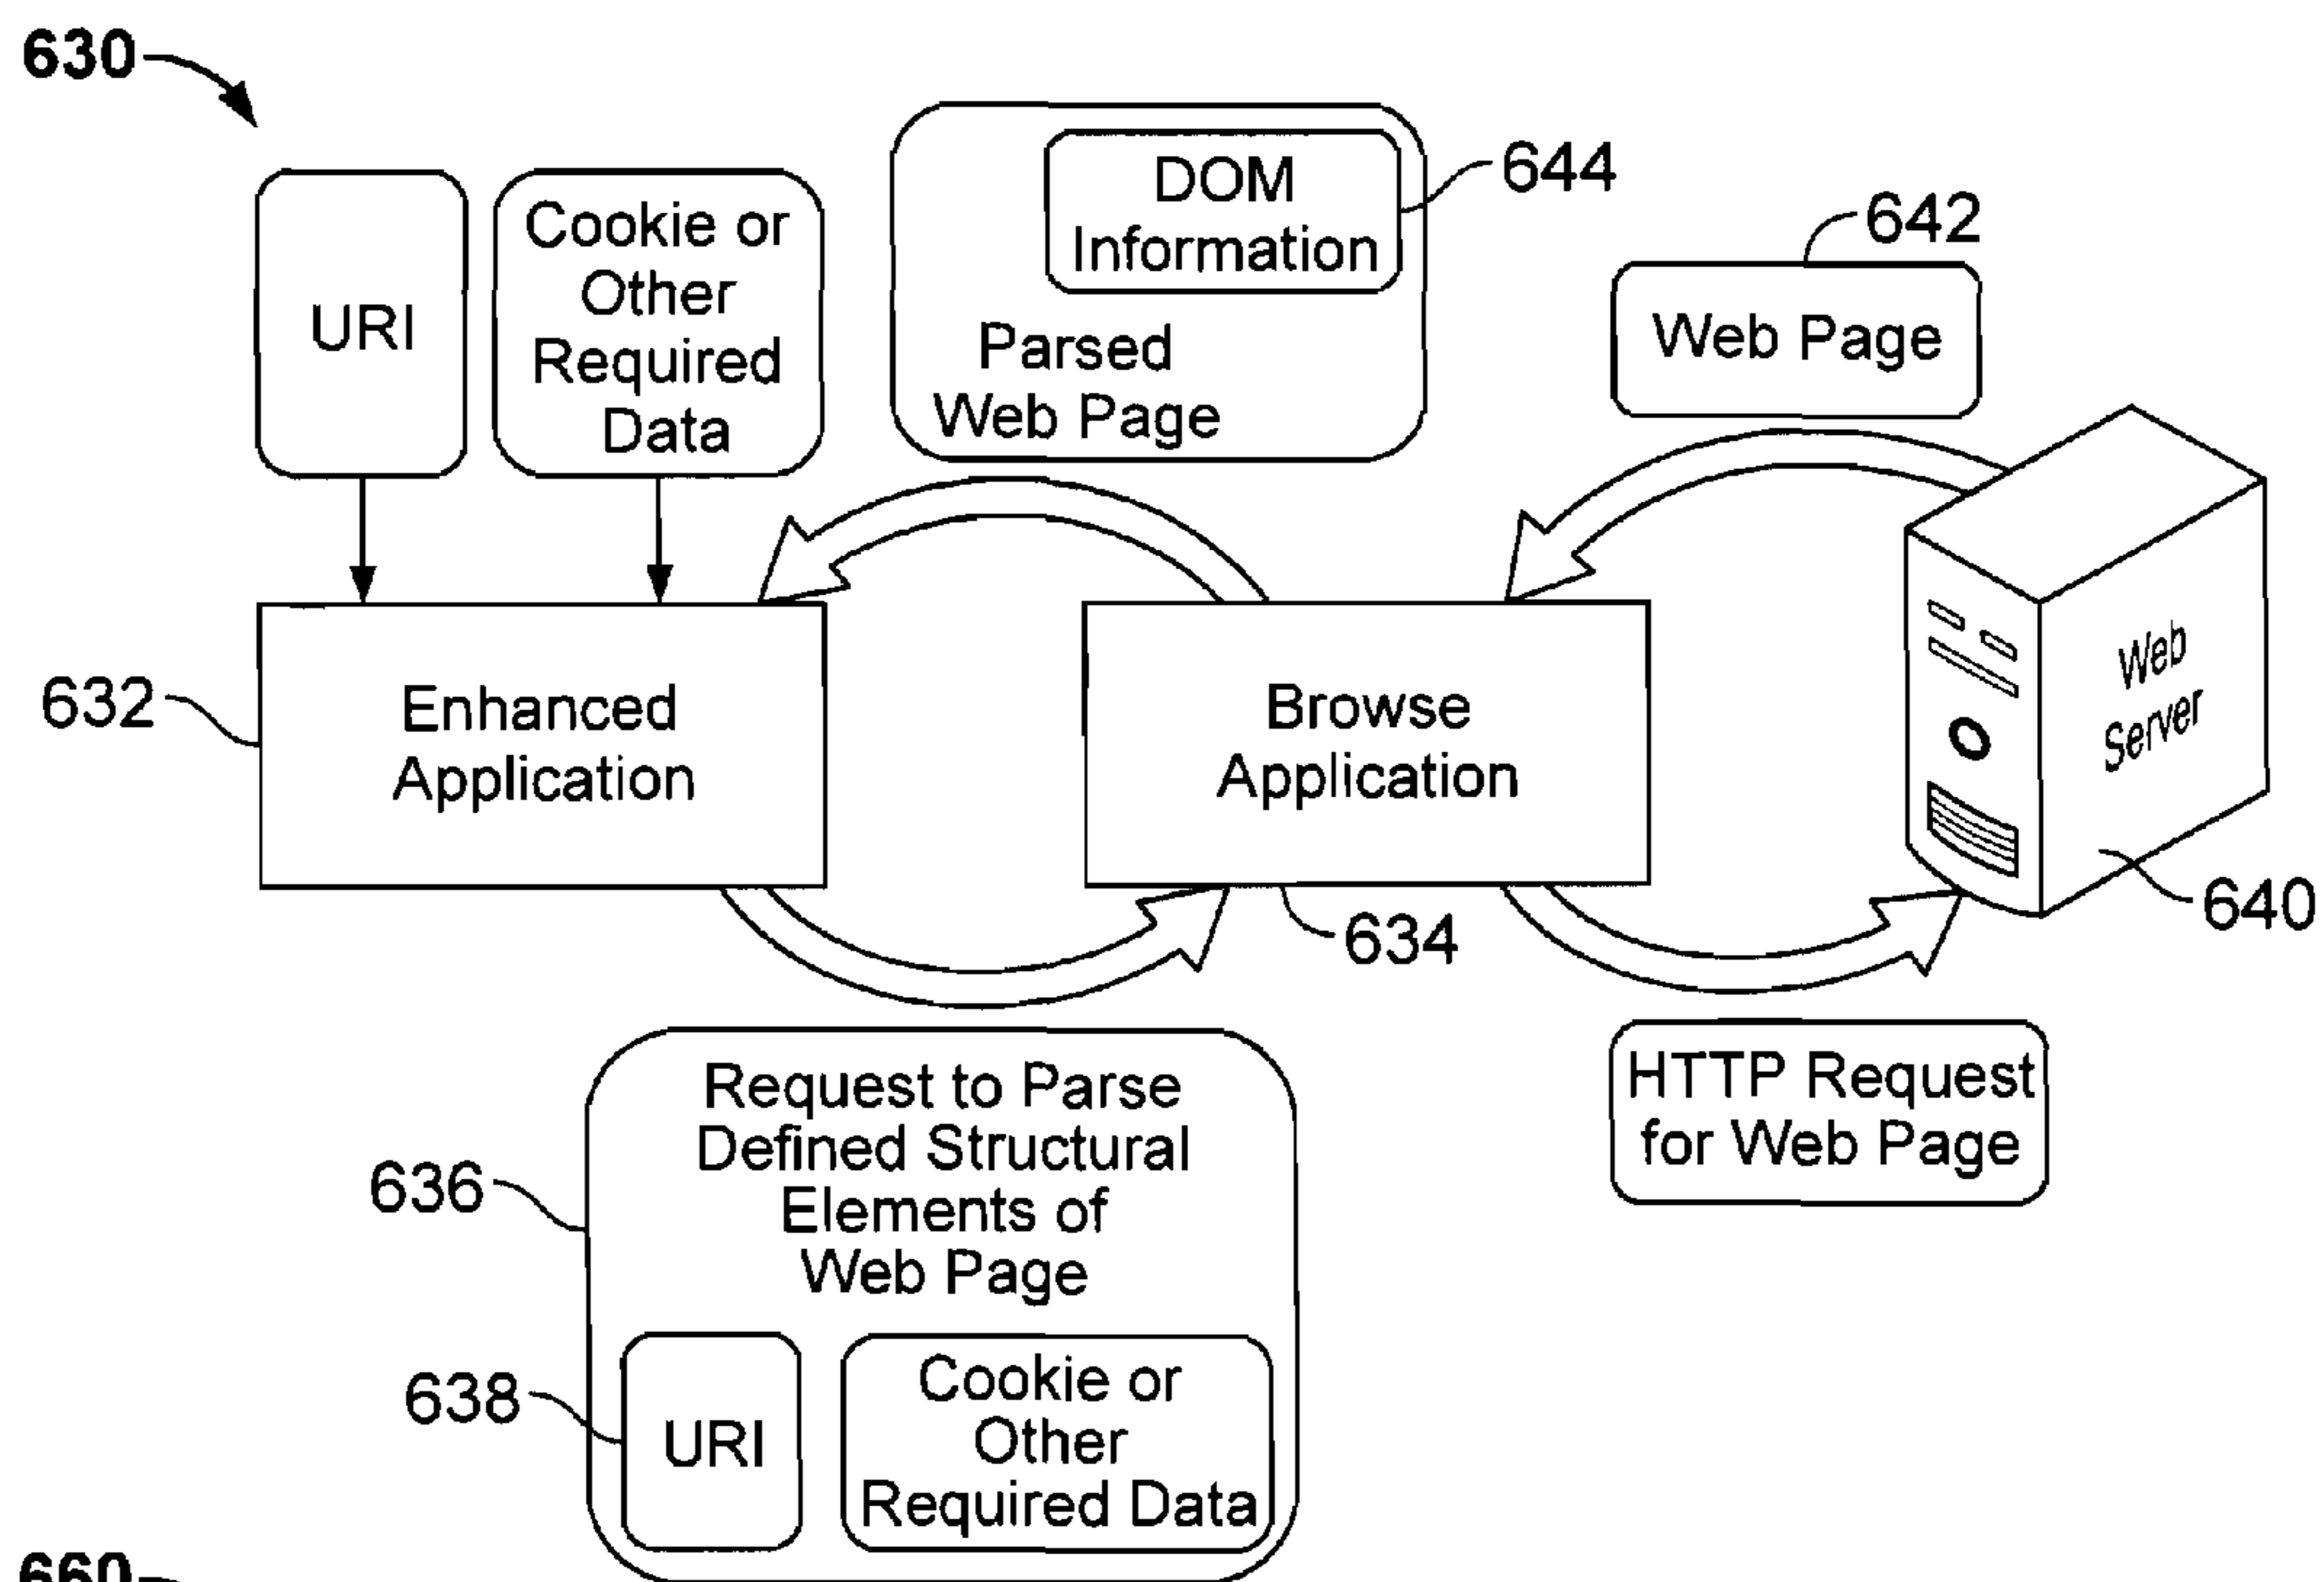 630
URI
Cookie or
Other
Required
Data
DOM
Information
Parsed
Web Page
644
642
Web Page
632
Enhanced
Application
Browse
Application
634
Web
Server
640
636
Request to Parse
Defined Structural
Elements of
Web Page
638
URI
Cookie or
Other
Required Data
HTTP Request
for Web Page
660